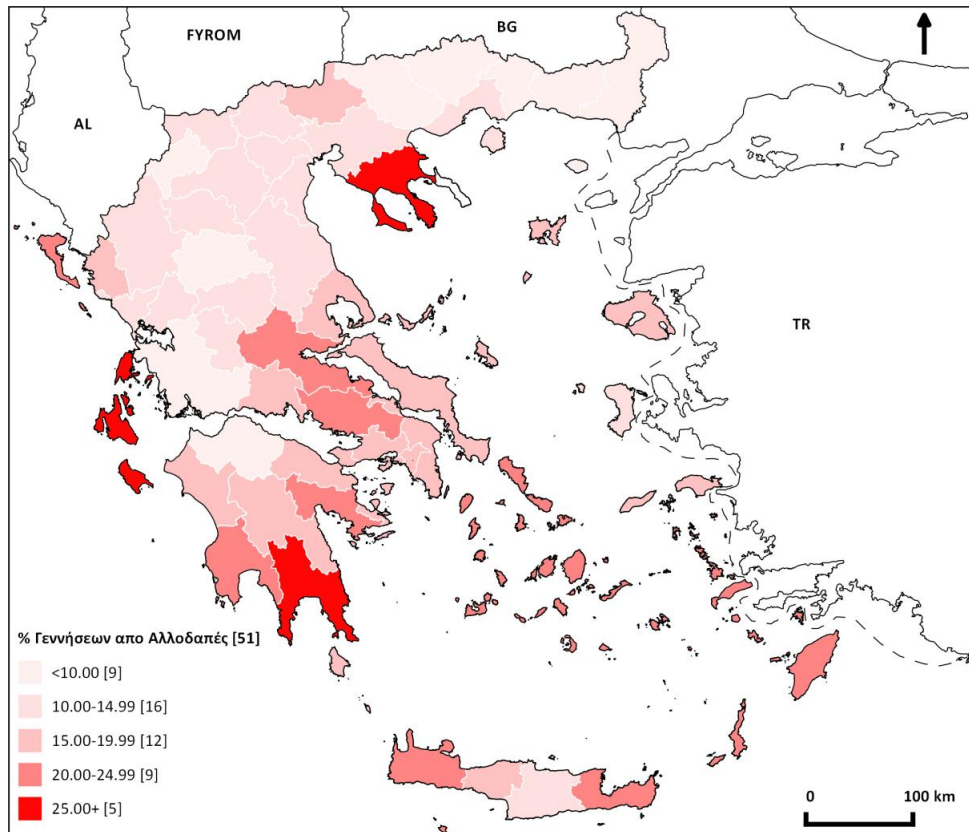 FYROM
BG
AL
TR
% Γεννήσεων απο Αλλοδαπές [51]
<10.00 [9]
10.00-14.99 [16]
15.00-19.99 [12]
20.00-24.99 [9]
25.00+ [5]
0 100 km